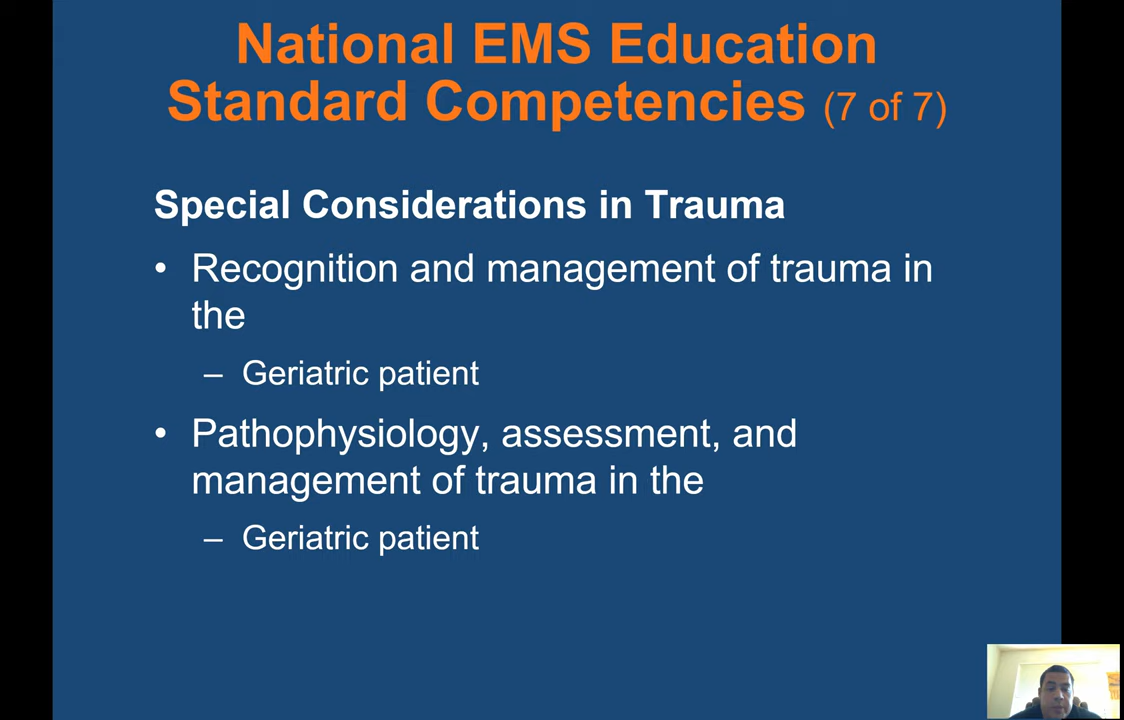 National EMS Education
Standard Competencies (7 of 7)
Special Considerations in Trauma
• Recognition and management of trauma in
the
– Geriatric patient
• Pathophysiology, assessment, and
management of trauma in the
– Geriatric patient